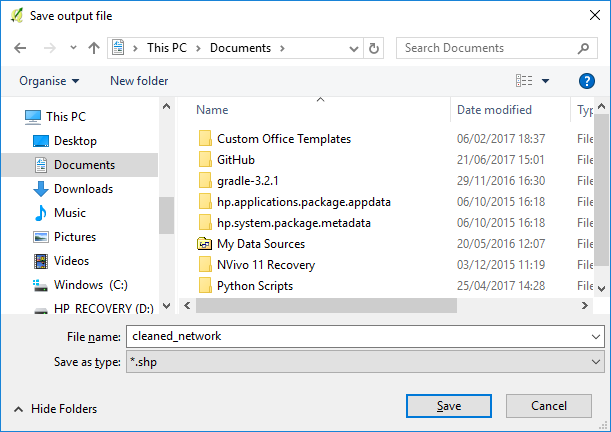 Save output file
This PC > Documents >
Search Documents
Organise
New folder
?
This PC
Desktop
Documents
Downloads
Music
Pictures
Videos
Windows (C:)
HP_RECOVERY (D:)
Name Date modified Ty
Custom Office Templates 06/02/2017 18:37 File
GitHub 21/06/2017 15:01 File
gradle-3.2.1 29/11/2016 16:30 File
hp.applications.package.appdata 06/10/2015 16:18 File
hp.system.package.metadata 06/10/2015 16:18 File
My Data Sources 20/05/2016 12:07 File
NVivo 11 Recovery 03/12/2015 11:19 File
Python Scripts 25/04/2017 14:28 File
File name: cleaned_network
Save as type: *.shp
Hide Folders
Save
Cancel